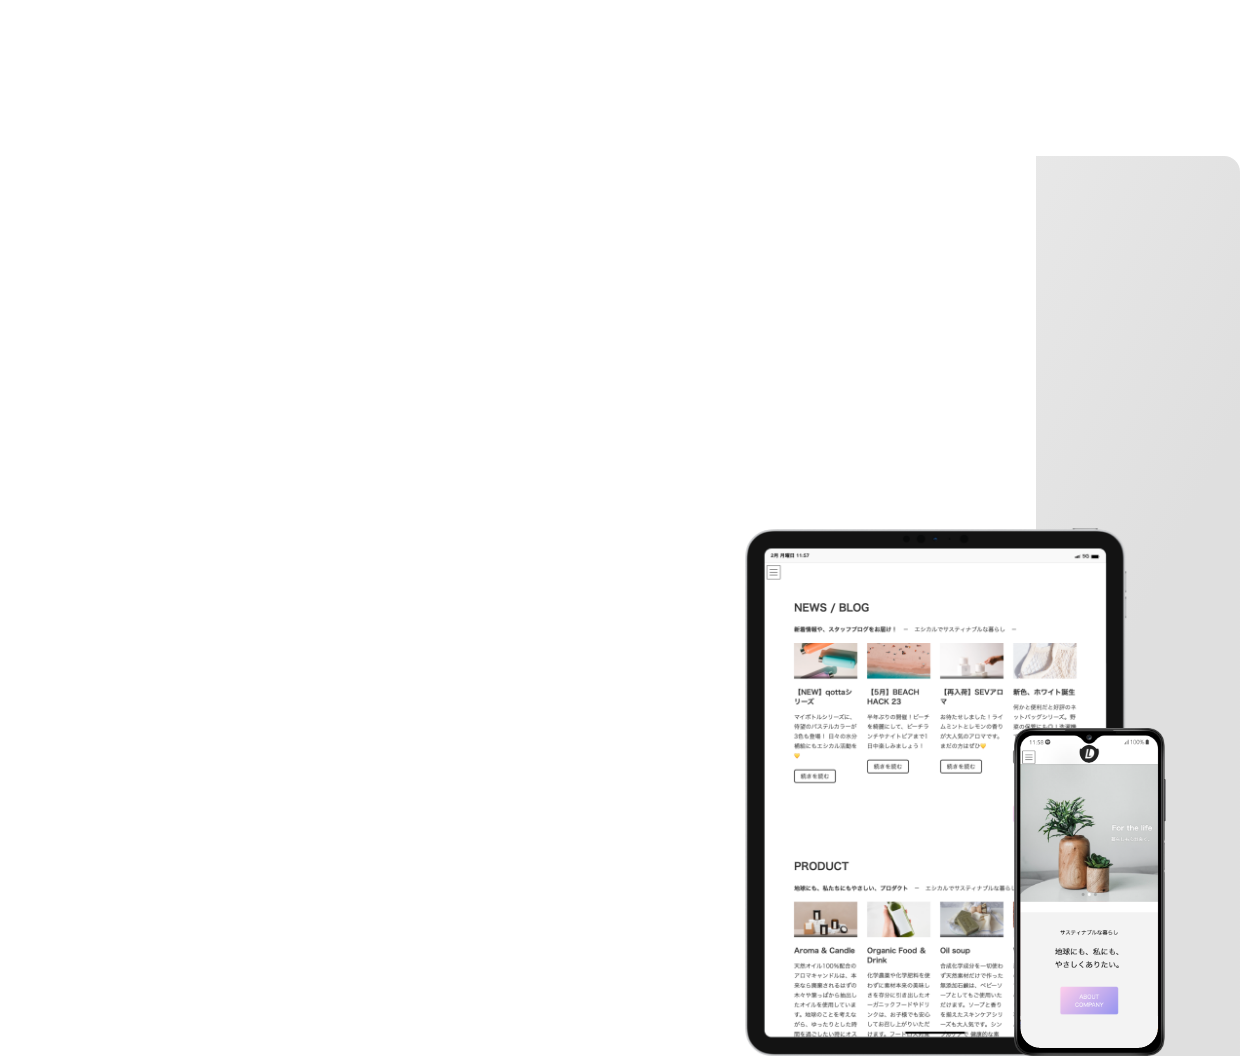 2月 月曜日 11:57
5G
NEWS / BLOG
新着情報や、スタッフブログをお届け！ － エシカルでサスティナブルな暮らし －
【NEW】qottaシ
リーズ
マイボトルシリーズに、
待望のパステルカラーが
3色も登場！ 日々の水分
補給にもエシカル活動を
💛
続きを読む
【5月】BEACH
HACK 23
半年ぶりの開催！ビーチ
を綺麗にして、ビーチラ
ンチやナイトピアまで1
日中楽しみましょう！
続きを読む
【再入荷】SEVアロ
マ
お待たせしました！ライ
ムミントとレモンの香り
が大人気のアロマです。
まだの方はぜひ💛
続きを読む
新色、ホワイト誕生
何かと便利だと好評のネ
ットバッグシリーズ。野
PRODUCT
地球にも、私たちにもやさしい、プロダクト － エシカルでサスティナブルな暮らし
Aroma & Candle
天然オイル100%配合の
アロマキャンドルは、本
来なら廃棄されるはずの
木々や葉っぱから抽出し
たオイルを使用していま
す。地球のことを考えな
がら、ゆったりとした時
間を過ごしたい時にオス
Organic Food &
Drink
化学農薬や化学肥料を使
わずに素材本来の美味し
さを存分に引き出したオ
ーガニックフードやドリ
ンクは、お子様でも安心
してお召し上がりいただ
けます。フード
Oil soup
合成化学成分を一切使わ
ず天然素材だけで作った
無添加石鹸は、ベビーソ
ープとしてもご使用いた
だけます。ソープと香り
を揃えたスキンケアシリ
ーズも大人気です。シン
11:58
100%
L
For the life
サスティナブルな暮らし
地球にも、私にも、
やさしくありたい。
ABOUT
COMPANY